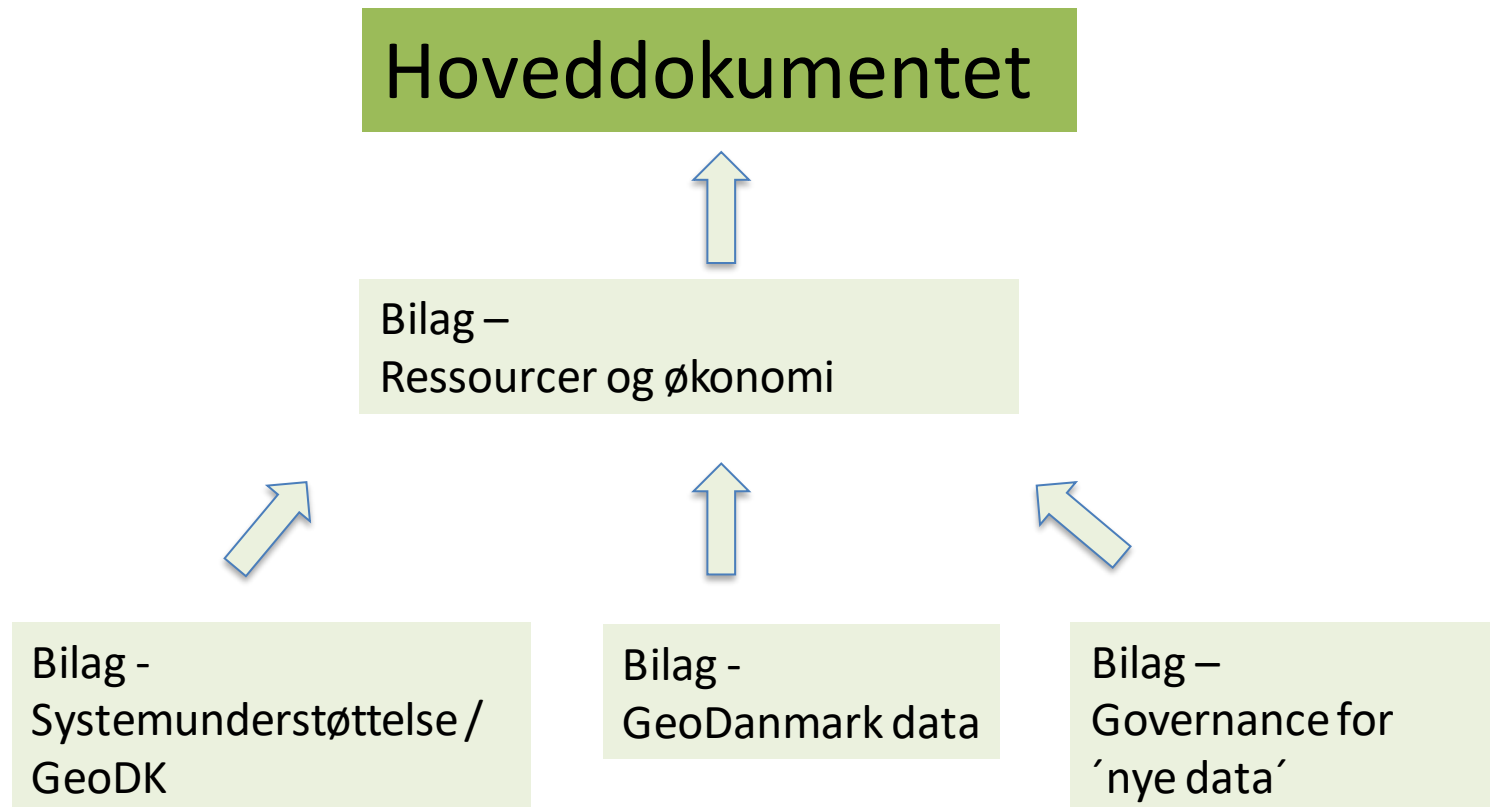 Hoveddokumentet
Bilag –
Ressourcer og økonomi
Bilag -
Systemunderstøttelse /
GeoDK
Bilag -
GeoDanmark data
Bilag –
Governance for
´nye data´